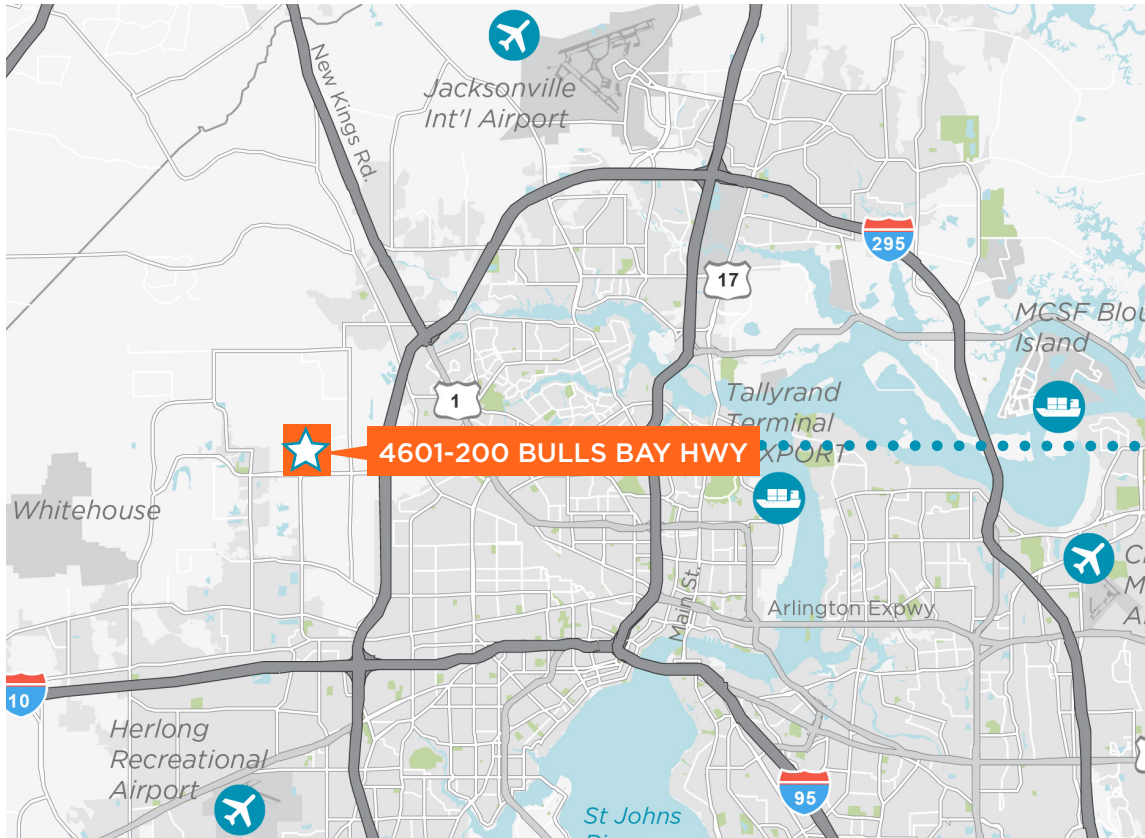 New Kings Rd.
Jacksonville
Int'l Airport
295
17
MCSF Blou
Island
1
Tallyrand
Terminal
XPORT
4601-200 BULLS BAY HWY
Whitehouse
Main St.
Arlington Expwy
C
M
A
10
Herlong
Recreational
Airport
95
St Johns